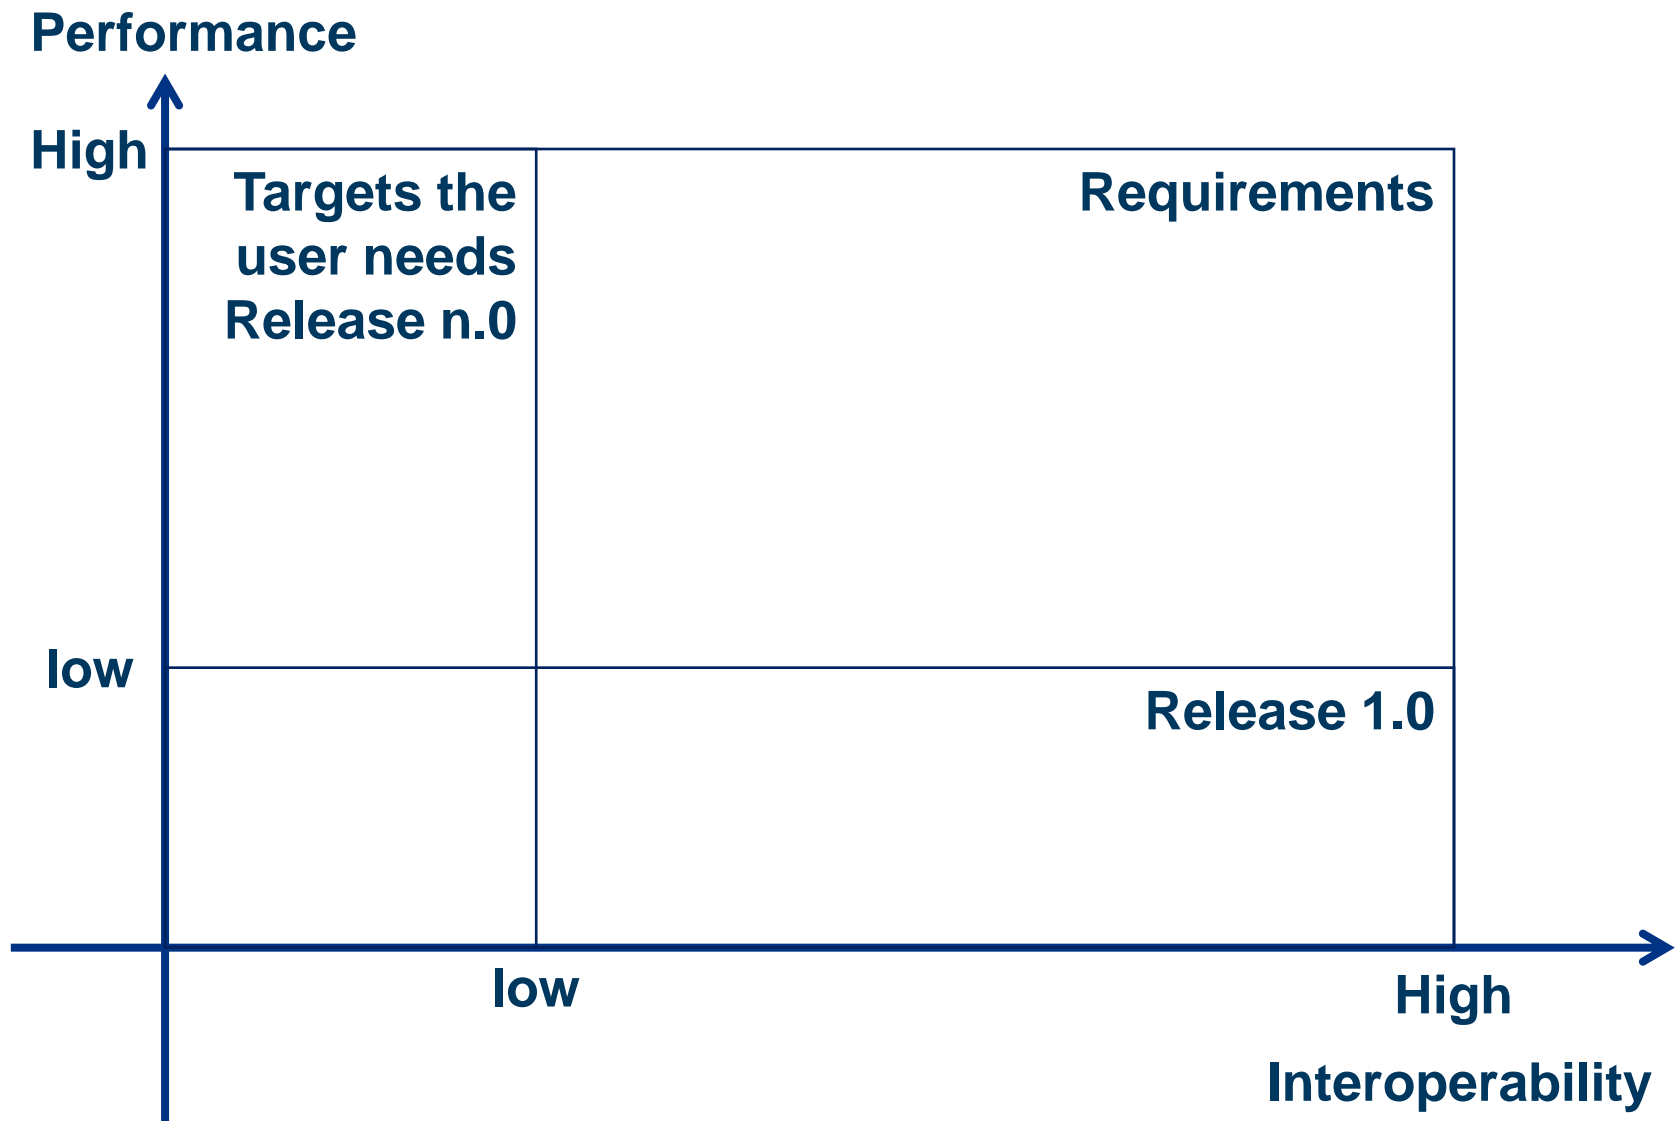 Performance
High
Targets the
user needs
Release n.0
Requirements
low
Release 1.0
low
High
Interoperability